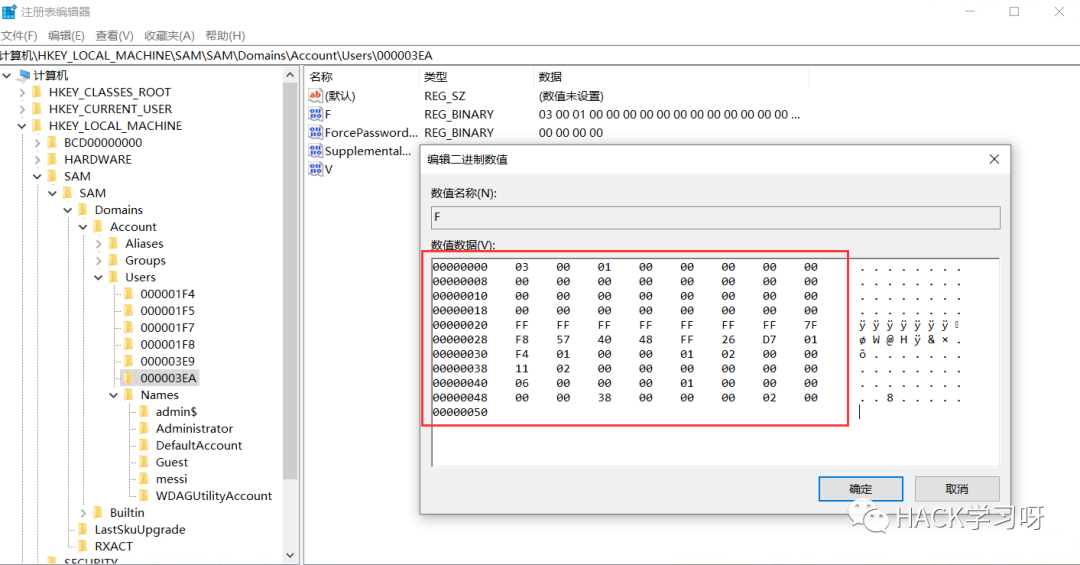 注册表编辑器
文件(F) 编辑(E) 查看(V) 收藏夹(A) 帮助(H)
计算机\HKEY_LOCAL_MACHINE\SAM\SAM\Domains\Account\Users\000003EA
计算机
HKEY_CLASSES_ROOT
HKEY_CURRENT_USER
HKEY_LOCAL_MACHINE
BCD00000000
HARDWARE
SAM
SAM
Domains
Account
Aliases
Groups
Users
000001F4
000001F5
000001F7
000001F8
000003E9
000003EA
Names
admin$
Administrator
DefaultAccount
Guest
messi
WDAGUtilityAccount
Builtin
LastSkuUpgrade
RXACT
SECURITY
名称 类型 数据
(默认) REG_SZ (数值未设置)
F REG_BINARY 03 00 01 00 00 00 00 00 00 00 00 00 00 00 00 00 ...
ForcePassword... REG_BINARY 00 00 00 00
Supplemental...
V
编辑二进制数值
数值名称(N):
F
数值数据(V):
00000000 03 00 01 00 00 00 00 00 . . . . . . . .
00000008 00 00 00 00 00 00 00 00 . . . . . . . .
00000010 00 00 00 00 00 00 00 00 . . . . . . . .
00000018 00 00 00 00 00 00 00 00 . . . . . . . .
00000020 FF FF FF FF FF FF FF 7F ÿ ÿ ÿ ÿ ÿ ÿ ÿ
00000028 F8 57 40 48 FF 26 D7 01 ø W @ H ÿ & × .
00000030 F4 01 00 00 01 02 00 00 ô . . . . . . .
00000038 11 02 00 00 00 00 00 00 . . . . . . . .
00000040 06 00 00 00 01 00 00 00 . . . . . . . .
00000048 00 00 38 00 00 00 02 00 . . 8 . . . . .
00000050
确定 取消
HACK学习呀